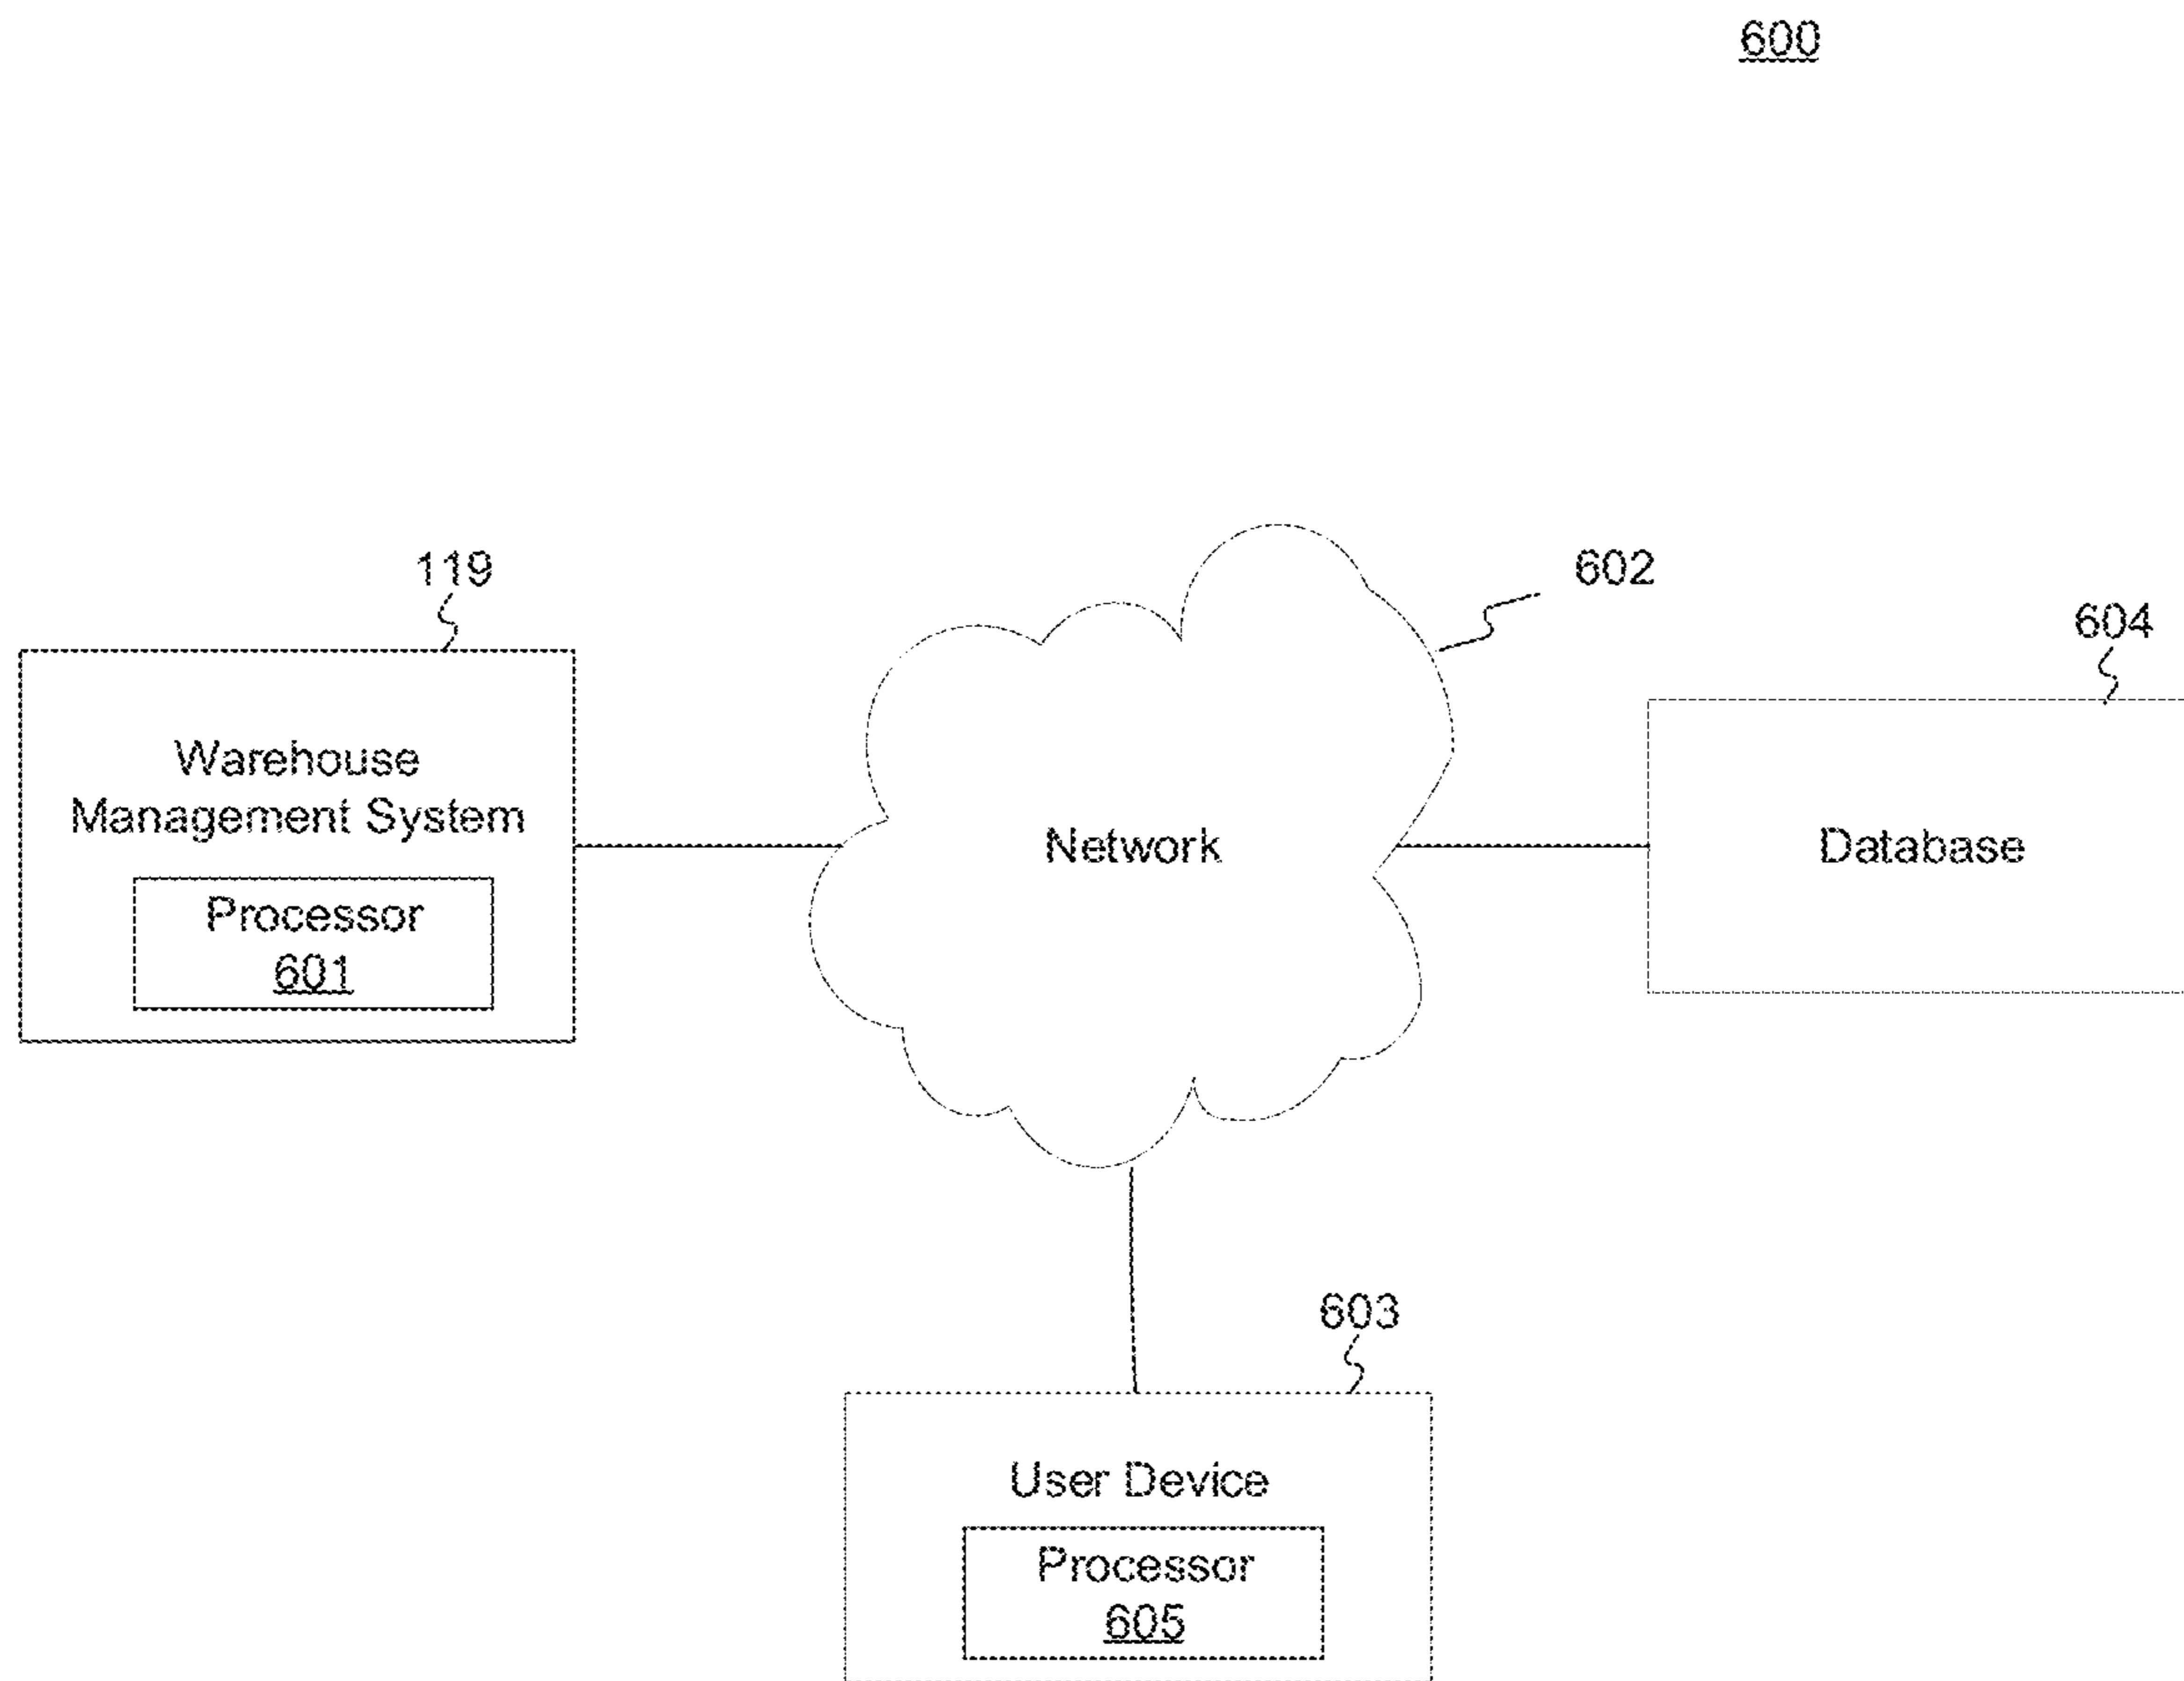 600
119
602
604
Warehouse
Management System
Processor
601
Network
Database
603
User Device
Processor
605